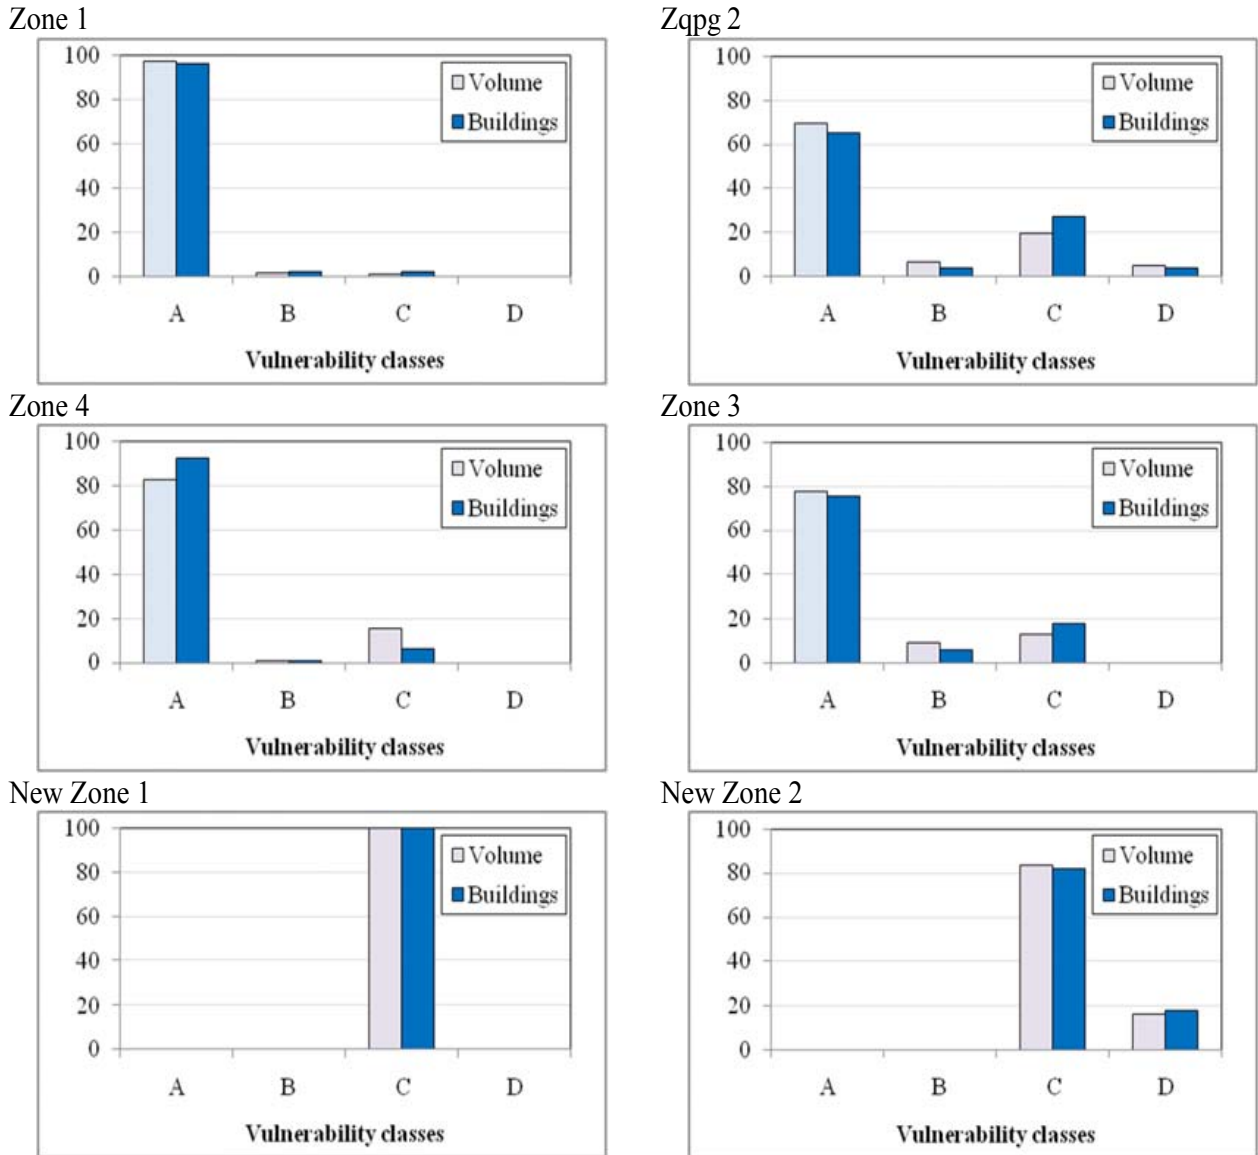 Zone 1
100
80
60
40
20
0
Volume
Buildings
A B C D
Vulnerability classes
Zqpg 2
100
80
60
40
20
0
Volume
Buildings
A B C D
Vulnerability classes
Zone 4
100
80
60
40
20
0
Volume
Buildings
A B C D
Vulnerability classes
Zone 3
100
80
60
40
20
0
Volume
Buildings
A B C D
Vulnerability classes
New Zone 1
100
80
60
40
20
0
Volume
Buildings
A B C D
Vulnerability classes
New Zone 2
100
80
60
40
20
0
Volume
Buildings
A B C D
Vulnerability classes